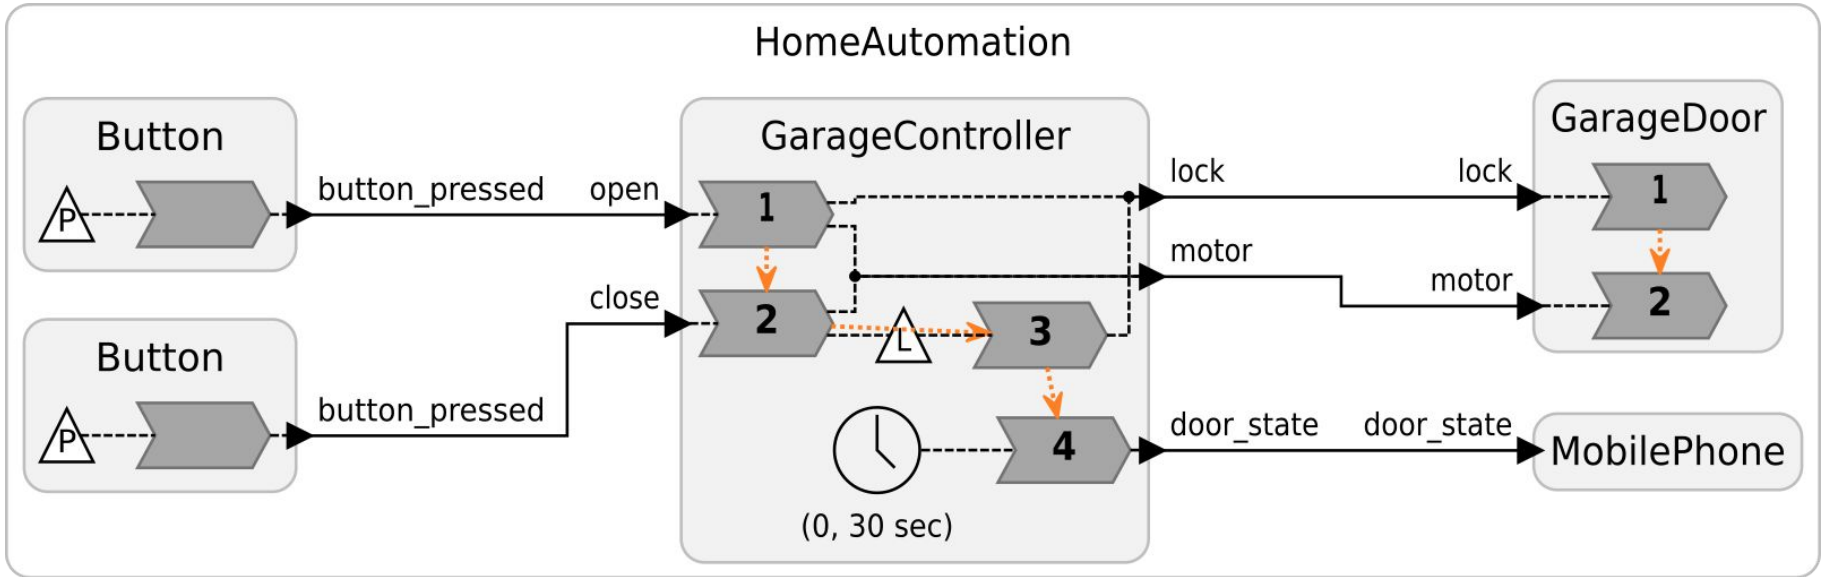 HomeAutomation
Button
P
button_pressed
Button
P
button_pressed
open
close
GarageController
1
2
L
3
4
(0, 30 sec)
lock
motor
door_state
lock
motor
door_state
GarageDoor
1
2
MobilePhone